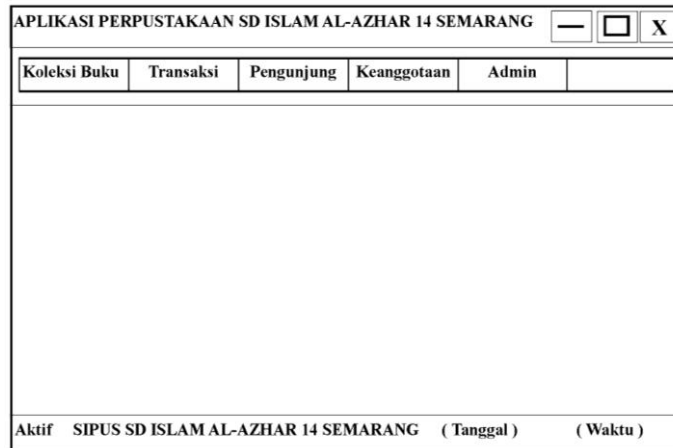 APLIKASI PERPUSTAKAAN SD ISLAM AL-AZHAR 14 SEMARANG X
Koleksi Buku Transaksi Pengunjung Keanggotaan Admin
Aktif SIPUS SD ISLAM AL-AZHAR 14 SEMARANG ( Tanggal ) ( Waktu )